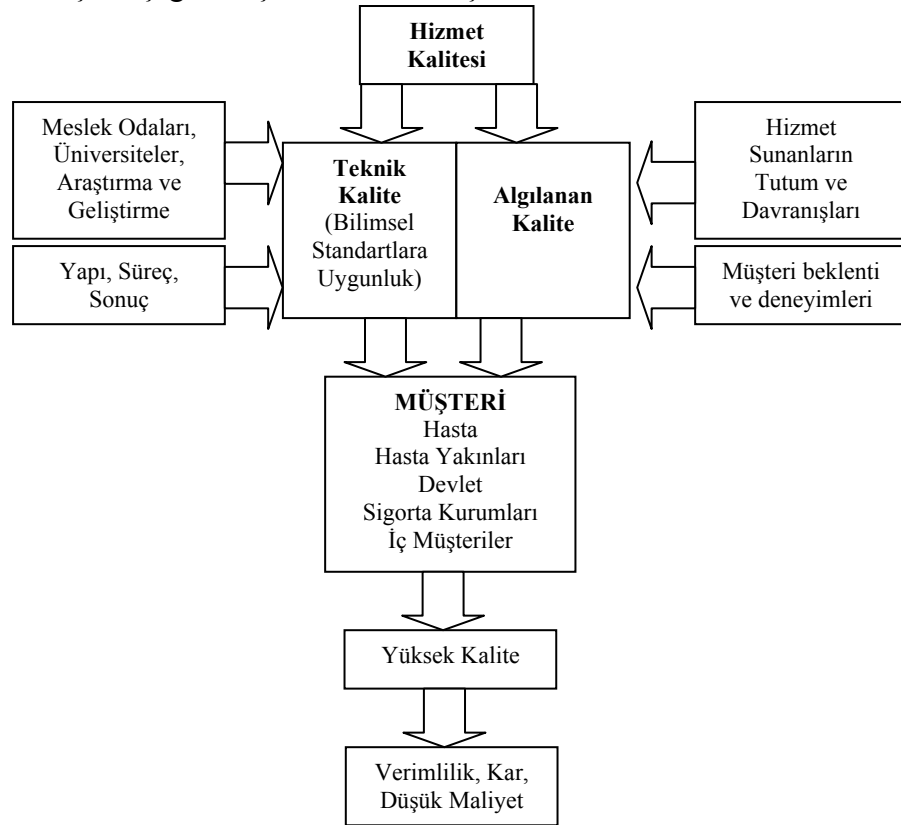 Hizmet
Kalitesi
Meslek Odaları,
Üniversiteler,
Araştırma ve
Geliştirme
Yapı, Süreç,
Sonuç
Teknik
Kalite
(Bilimsel
Standartlara
Uygunluk)
Algılanan
Kalite
Hizmet
Sunanların
Tutum ve
Davranışları
Müşteri beklenti
ve deneyimleri
MÜŞTERİ
Hasta
Hasta Yakınları
Devlet
Sigorta Kurumları
İç Müşteriler
Yüksek Kalite
Verimlilik, Kar,
Düşük Maliyet